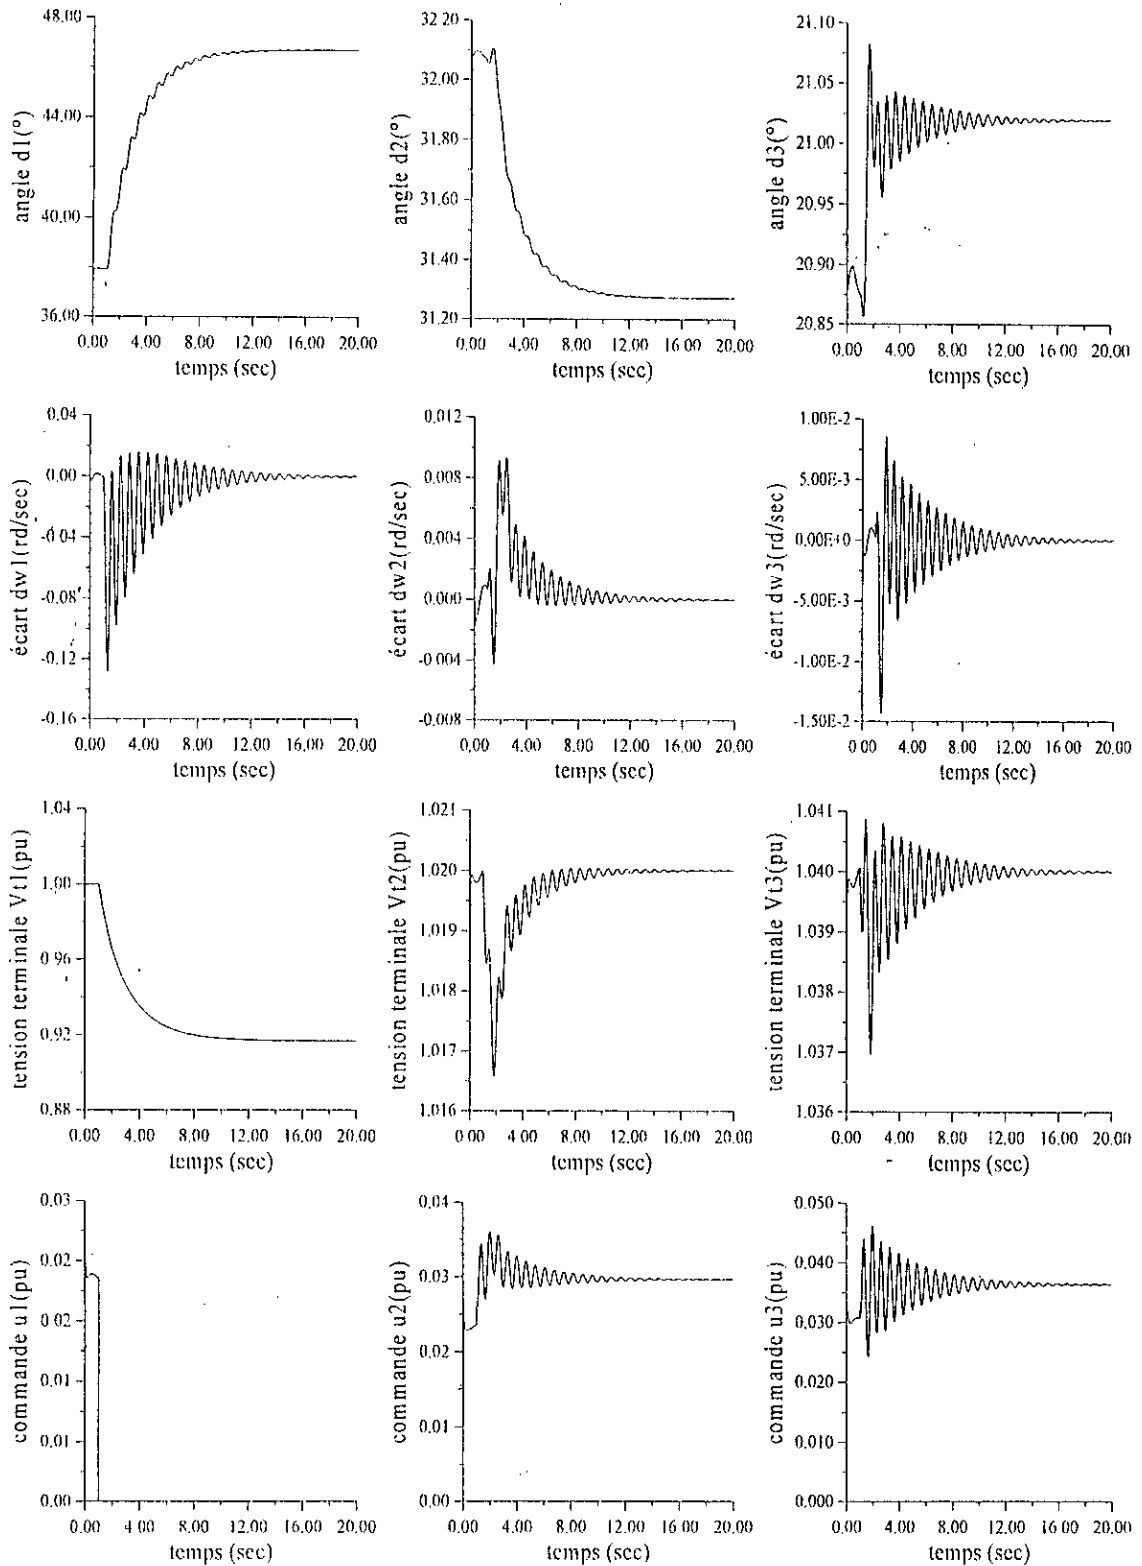 angle d1(°)
48.00
44.00
40.00
36.00
0.00 4.00 8.00 12.00 16.00 20.00
temps (sec)
angle d2(°)
32.20
32.00
31.80
31.60
31.40
31.20
0.00 4.00 8.00 12.00 16.00 20.00
temps (sec)
angle d3(°)
21.10
21.05
21.00
20.95
20.90
20.85
0.00 4.00 8.00 12.00 16.00 20.00
temps (sec)
écart dw1(rd/sec)
0.04
0.00
-0.04
-0.08
-0.12
-0.16
0.00 4.00 8.00 12.00 16.00 20.00
temps (sec)
écart dw2(rd/sec)
0.012
0.008
0.004
0.000
-0.004
-0.008
0.00 4.00 8.00 12.00 16.00 20.00
temps (sec)
écart dw3(rd/sec)
1.00E-2
5.00E-3
0.00E+0
-5.00E-3
-1.00E-2
-1.50E-2
0.00 4.00 8.00 12.00 16.00 20.00
temps (sec)
tension terminale Vt1(pu)
1.04
1.00
0.96
0.92
0.88
0.00 4.00 8.00 12.00 16.00 20.00
temps (sec)
tension terminale Vt2(pu)
1.021
1.020
1.019
1.018
1.017
1.016
0.00 4.00 8.00 12.00 16.00 20.00
temps (sec)
tension terminale Vt3(pu)
1.041
1.040
1.039
1.038
1.037
1.036
0.00 4.00 8.00 12.00 16.00 20.00
temps (sec)
commande u1(pu)
0.03
0.02
0.02
0.01
0.01
0.00
0.00 4.00 8.00 12.00 16.00 20.00
temps (sec)
commande u2(pu)
0.04
0.03
0.02
0.01
0.00
0.00 4.00 8.00 12.00 16.00 20.00
temps (sec)
commande u3(pu)
0.050
0.040
0.030
0.020
0.010
0.000
0.00 4.00 8.00 12.00 16.00 20.00
temps (sec)